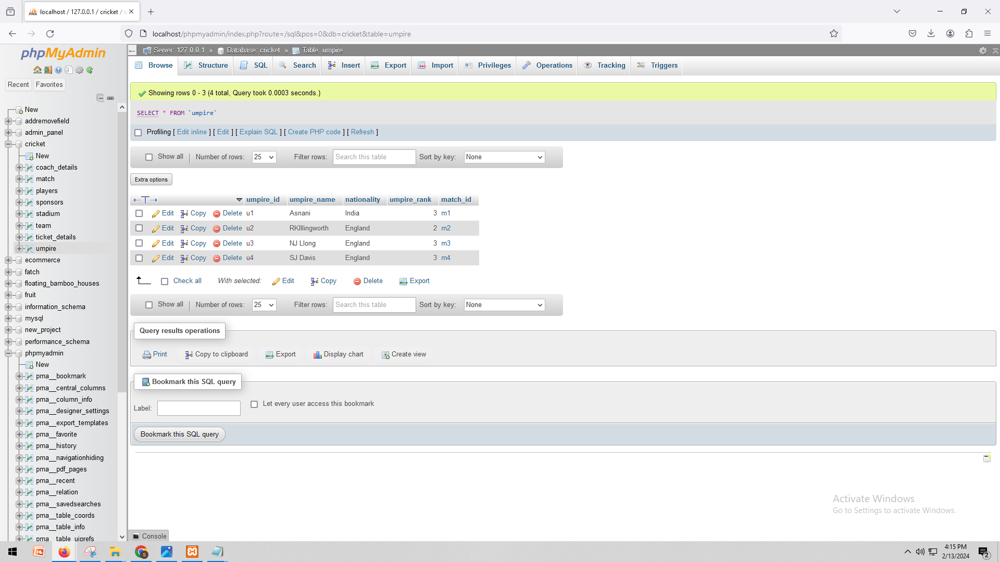 localhost / 127.0.0.1 / cricket /
localhost/phpmyadmin/index.php?route=/sql&pos=0&db=cricket&table=umpire
phpMyAdmin
Recent Favorites
New
addremovefield
admin_panel
cricket
New
coach_details
match
players
sponsors
stadium
team
ticket_details
umpire
ecommerce
fatch
floating_bamboo_houses
fruit
information_schema
mysql
new_project
performance_schema
phpmyadmin
New
pma__bookmark
pma__central_columns
pma__column_info
pma__designer_settings
pma__export_templates
pma__favorite
pma__history
pma__navigationhiding
pma__pdf_pages
pma__recent
pma__relation
pma__savedsearches
pma__table_coords
pma__table_info
pma__table_uiprefs
Server: 127.0.0.1 » Database: cricket » Table: umpire
Browse Structure SQL Search Insert Export Import Privileges Operations Tracking Triggers
Showing rows 0 - 3 (4 total, Query took 0.0003 seconds.)
SELECT * FROM `umpire`
Profiling [ Edit inline ] [ Edit ] [ Explain SQL ] [ Create PHP code ] [ Refresh ]
Show all Number of rows: 25 Filter rows: Search this table Sort by key: None
Extra options
←T→ umpire_id umpire_name nationality umpire_rank match_id
Edit Copy Delete u1 Asnani India 3 m1
Edit Copy Delete u2 RKIllingworth England 2 m2
Edit Copy Delete u3 NJ Llong England 3 m3
Edit Copy Delete u4 SJ Davis England 3 m4
Check all With selected: Edit Copy Delete Export
Show all Number of rows: 25 Filter rows: Search this table Sort by key: None
Query results operations
Print Copy to clipboard Export Display chart Create view
Bookmark this SQL query
Label: Let every user access this bookmark
Bookmark this SQL query
Activate Windows
Go to Settings to activate Windows.
Console
4:15 PM
2/13/2024
2